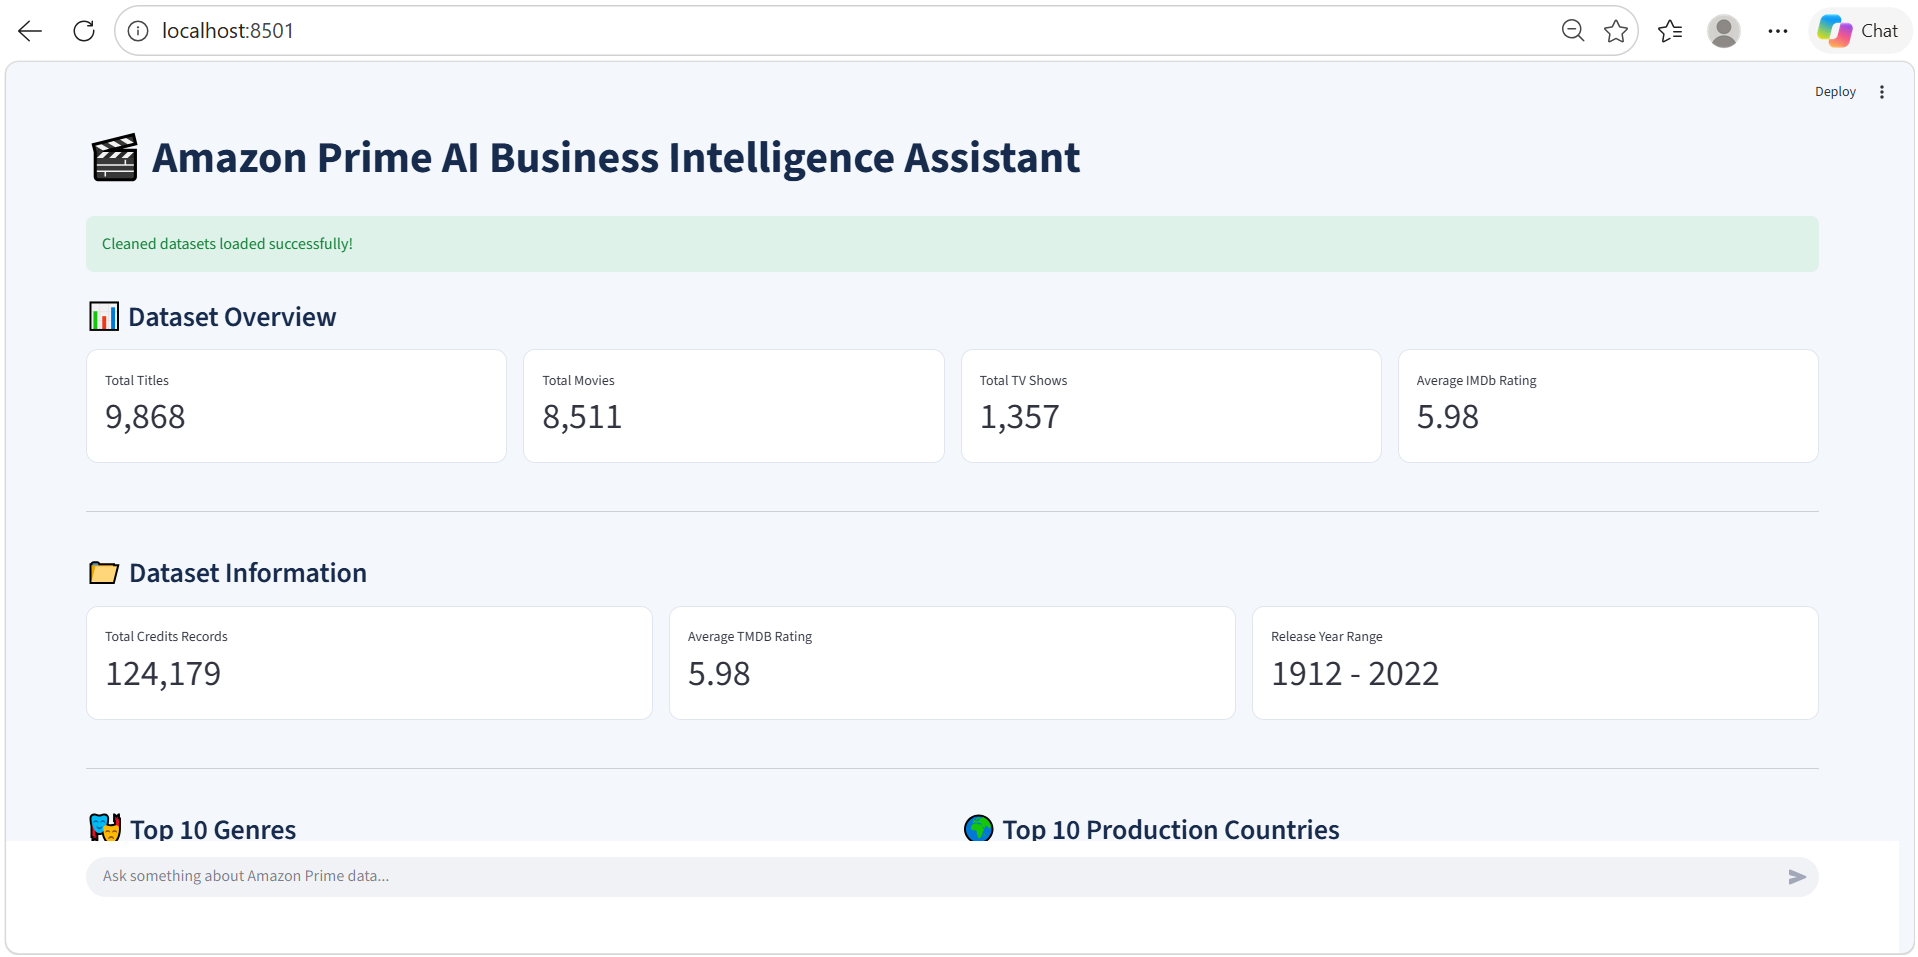 localhost:8501
Chat
Deploy
Amazon Prime AI Business Intelligence Assistant
Cleaned datasets loaded successfully!
Dataset Overview
Total Titles
9,868
Total Movies
8,511
Total TV Shows
1,357
Average IMDb Rating
5.98
Dataset Information
Total Credits Records
124,179
Average TMDB Rating
5.98
Release Year Range
1912 - 2022
Top 10 Genres
Top 10 Production Countries
Ask something about Amazon Prime data...